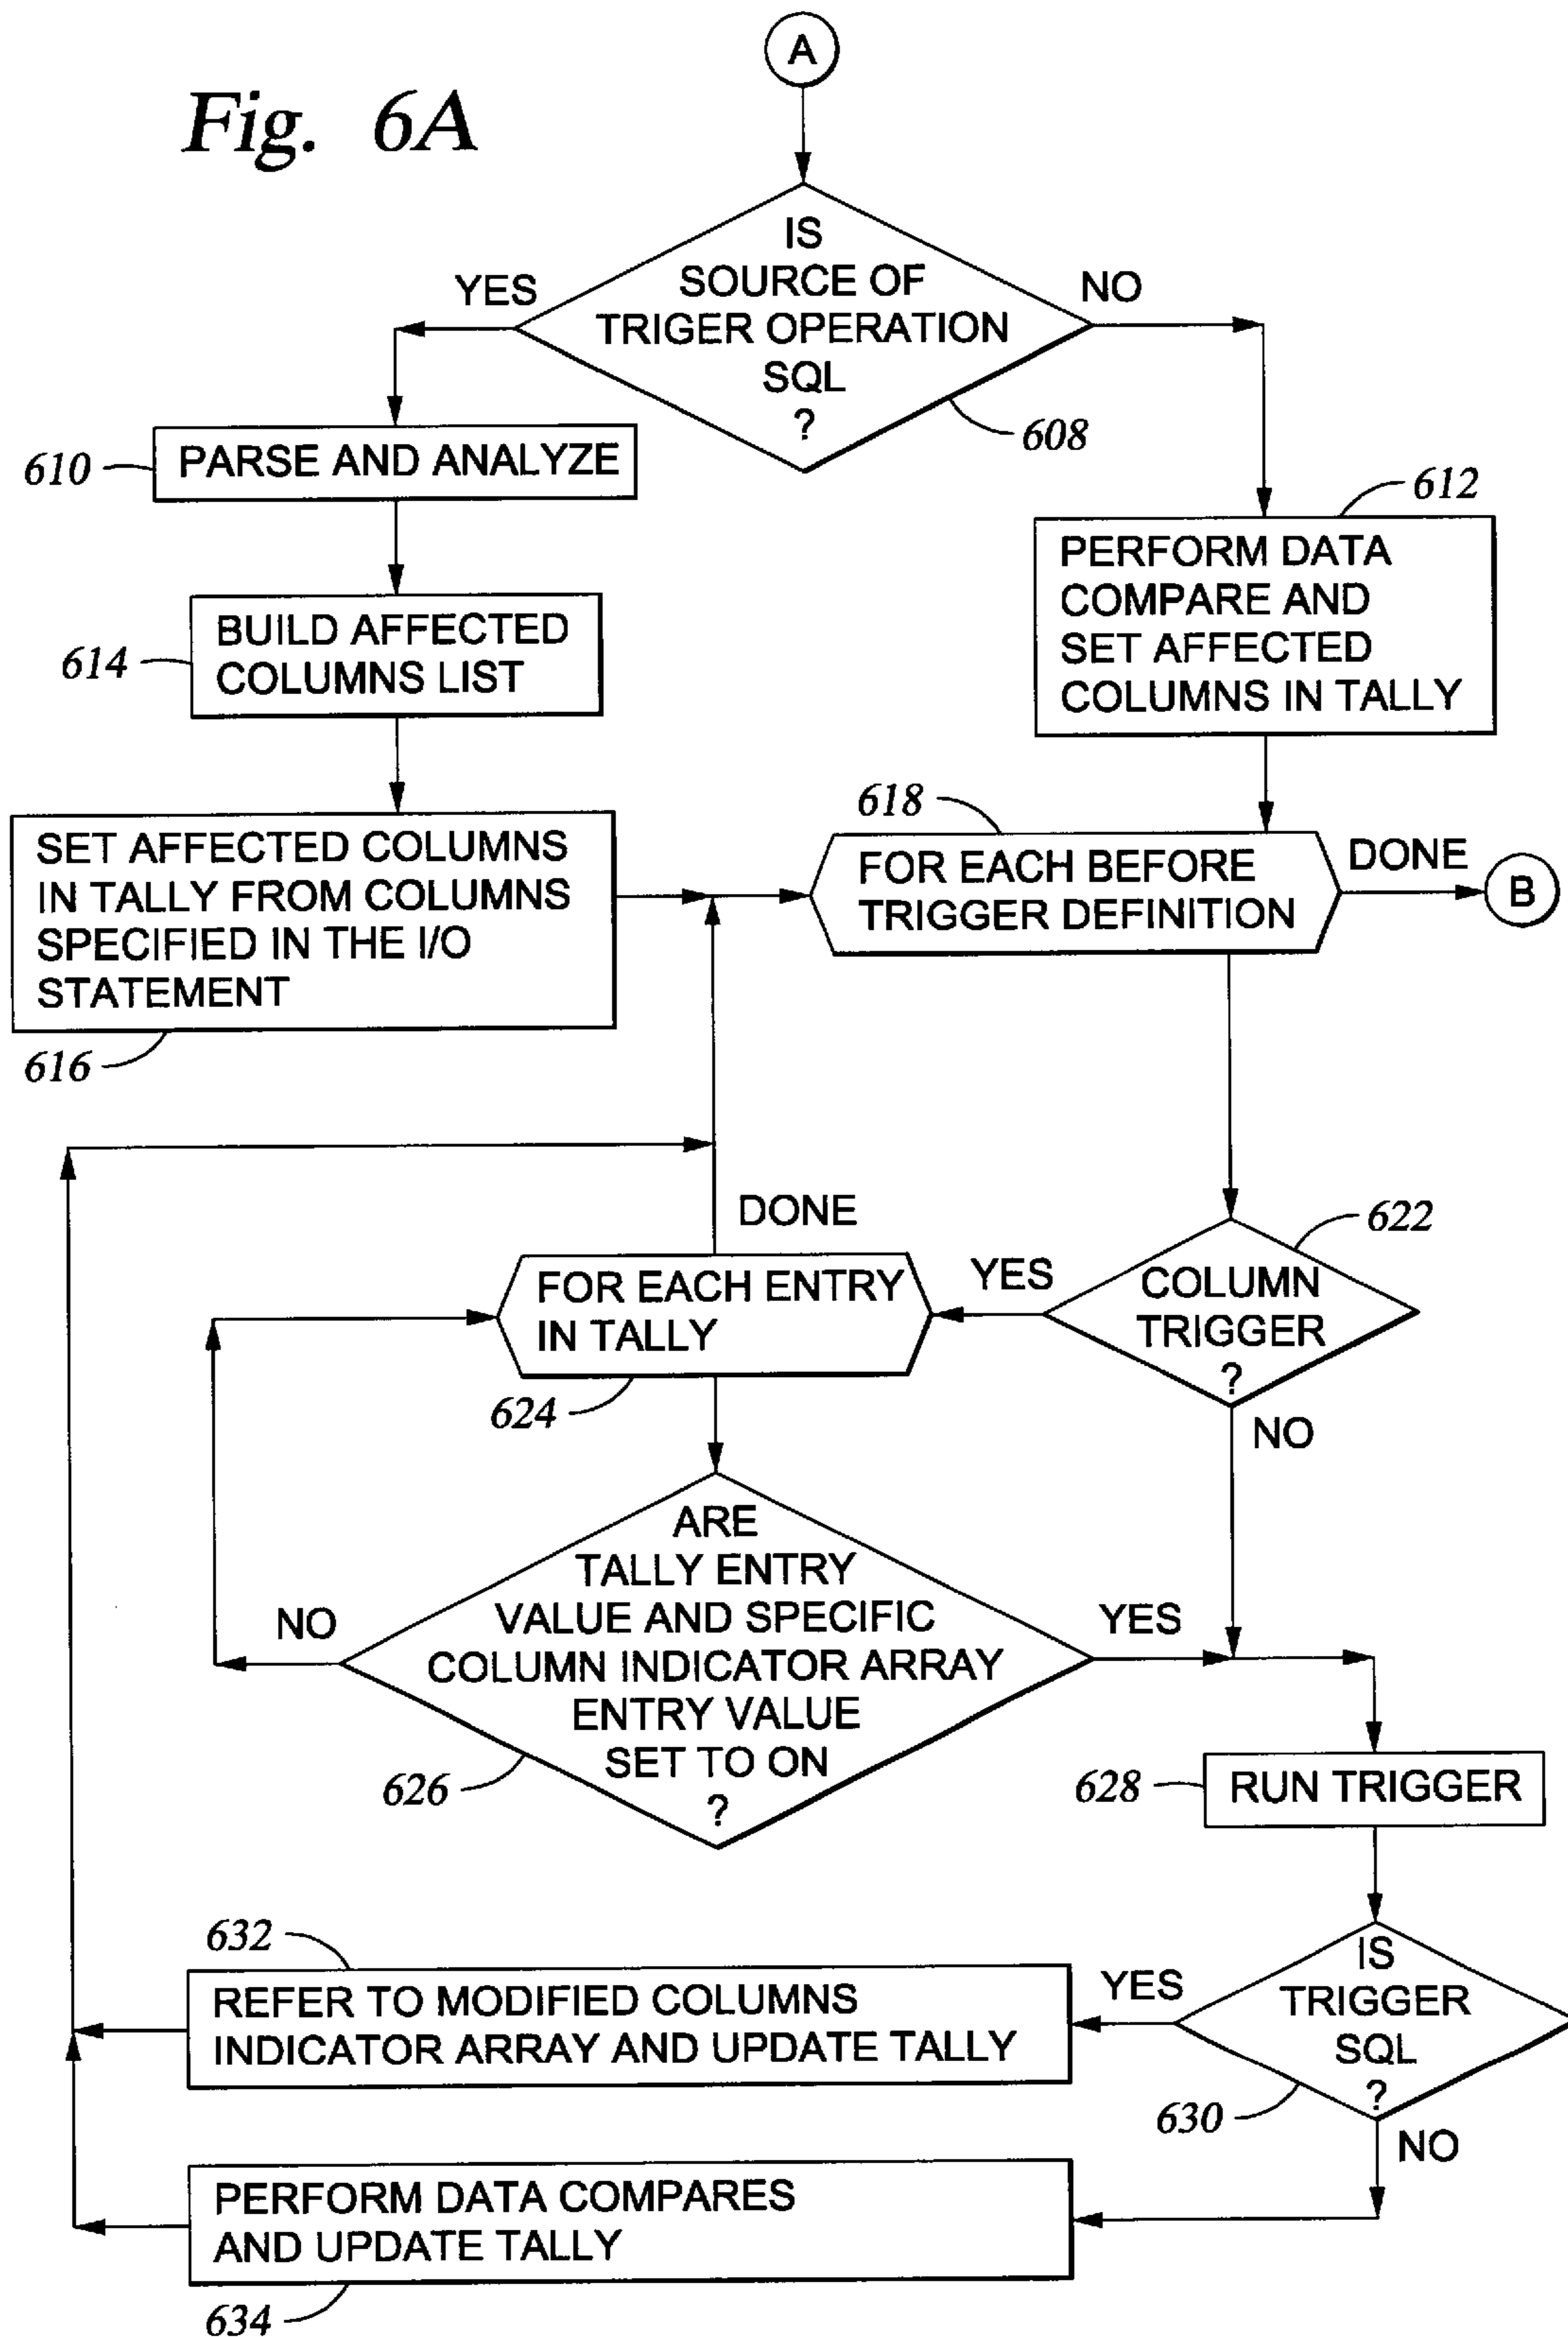 A
Fig. 6A
IS
SOURCE OF
TRIGER OPERATION
SQL
?
YES
NO
608
610
PARSE AND ANALYZE
612
PERFORM DATA
COMPARE AND
SET AFFECTED
COLUMNS IN TALLY
614
BUILD AFFECTED
COLUMNS LIST
616
SET AFFECTED COLUMNS
IN TALLY FROM COLUMNS
SPECIFIED IN THE I/O
STATEMENT
618
FOR EACH BEFORE
TRIGGER DEFINITION
DONE
B
622
COLUMN
TRIGGER
?
YES
NO
DONE
FOR EACH ENTRY
IN TALLY
624
ARE
TALLY ENTRY
VALUE AND SPECIFIC
COLUMN INDICATOR ARRAY
ENTRY VALUE
SET TO ON
?
NO
YES
626
628
RUN TRIGGER
IS
TRIGGER
SQL
?
YES
NO
630
632
REFER TO MODIFIED COLUMNS
INDICATOR ARRAY AND UPDATE TALLY
PERFORM DATA COMPARES
AND UPDATE TALLY
634